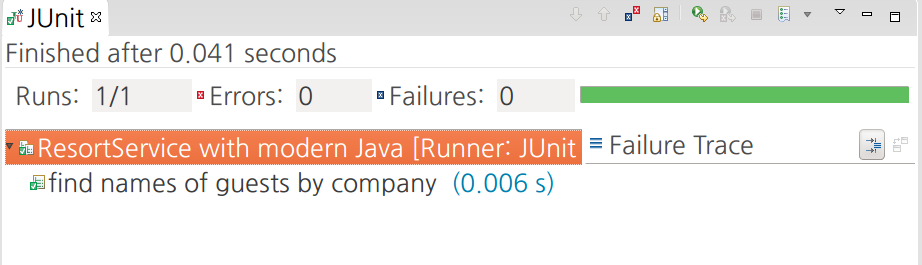 JUnit
Finished after 0.041 seconds
Runs: 1/1 Errors: 0 Failures: 0
ResortService with modern Java [Runner: JUnit Failure Trace
find names of guests by company (0.006 s)